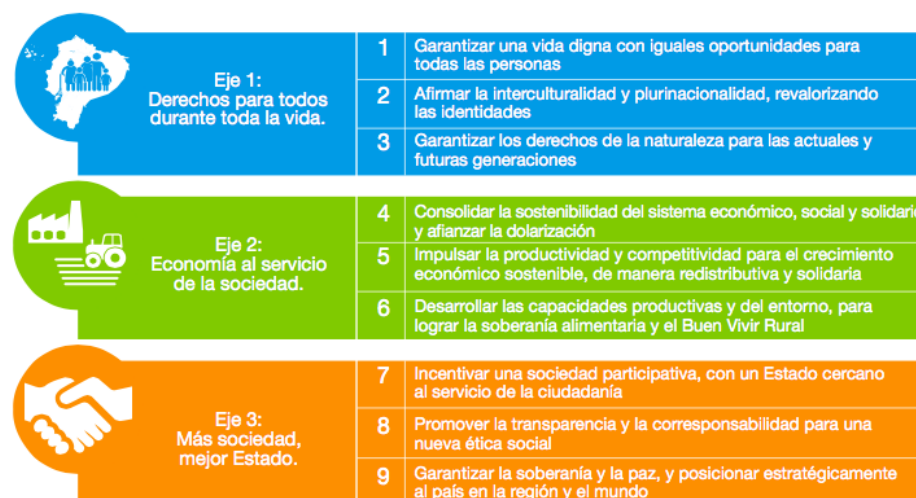 Eje 1:
Derechos para todos
durante toda la vida.
1 Garantizar una vida digna con iguales oportunidades para
todas las personas
2 Afirmar la interculturalidad y plurinacionalidad, revalorizando
las identidades
3 Garantizar los derechos de la naturaleza para las actuales y
futuras generaciones
Eje 2:
Economía al servicio
de la sociedad.
4 Consolidar la sostenibilidad del sistema económico, social y solidari
y afianzar la dolarización
5 Impulsar la productividad y competitividad para el crecimiento
económico sostenible, de manera redistributiva y solidaria
6 Desarrollar las capacidades productivas y del entorno, para
lograr la soberanía alimentaria y el Buen Vivir Rural
Eje 3:
Más sociedad,
mejor Estado.
7 Incentivar una sociedad participativa, con un Estado cercano
al servicio de la ciudadanía
8 Promover la transparencia y la corresponsabilidad para una
nueva ética social
9 Garantizar la soberanía y la paz, y posicionar estratégicamente
al país en la región y el mundo